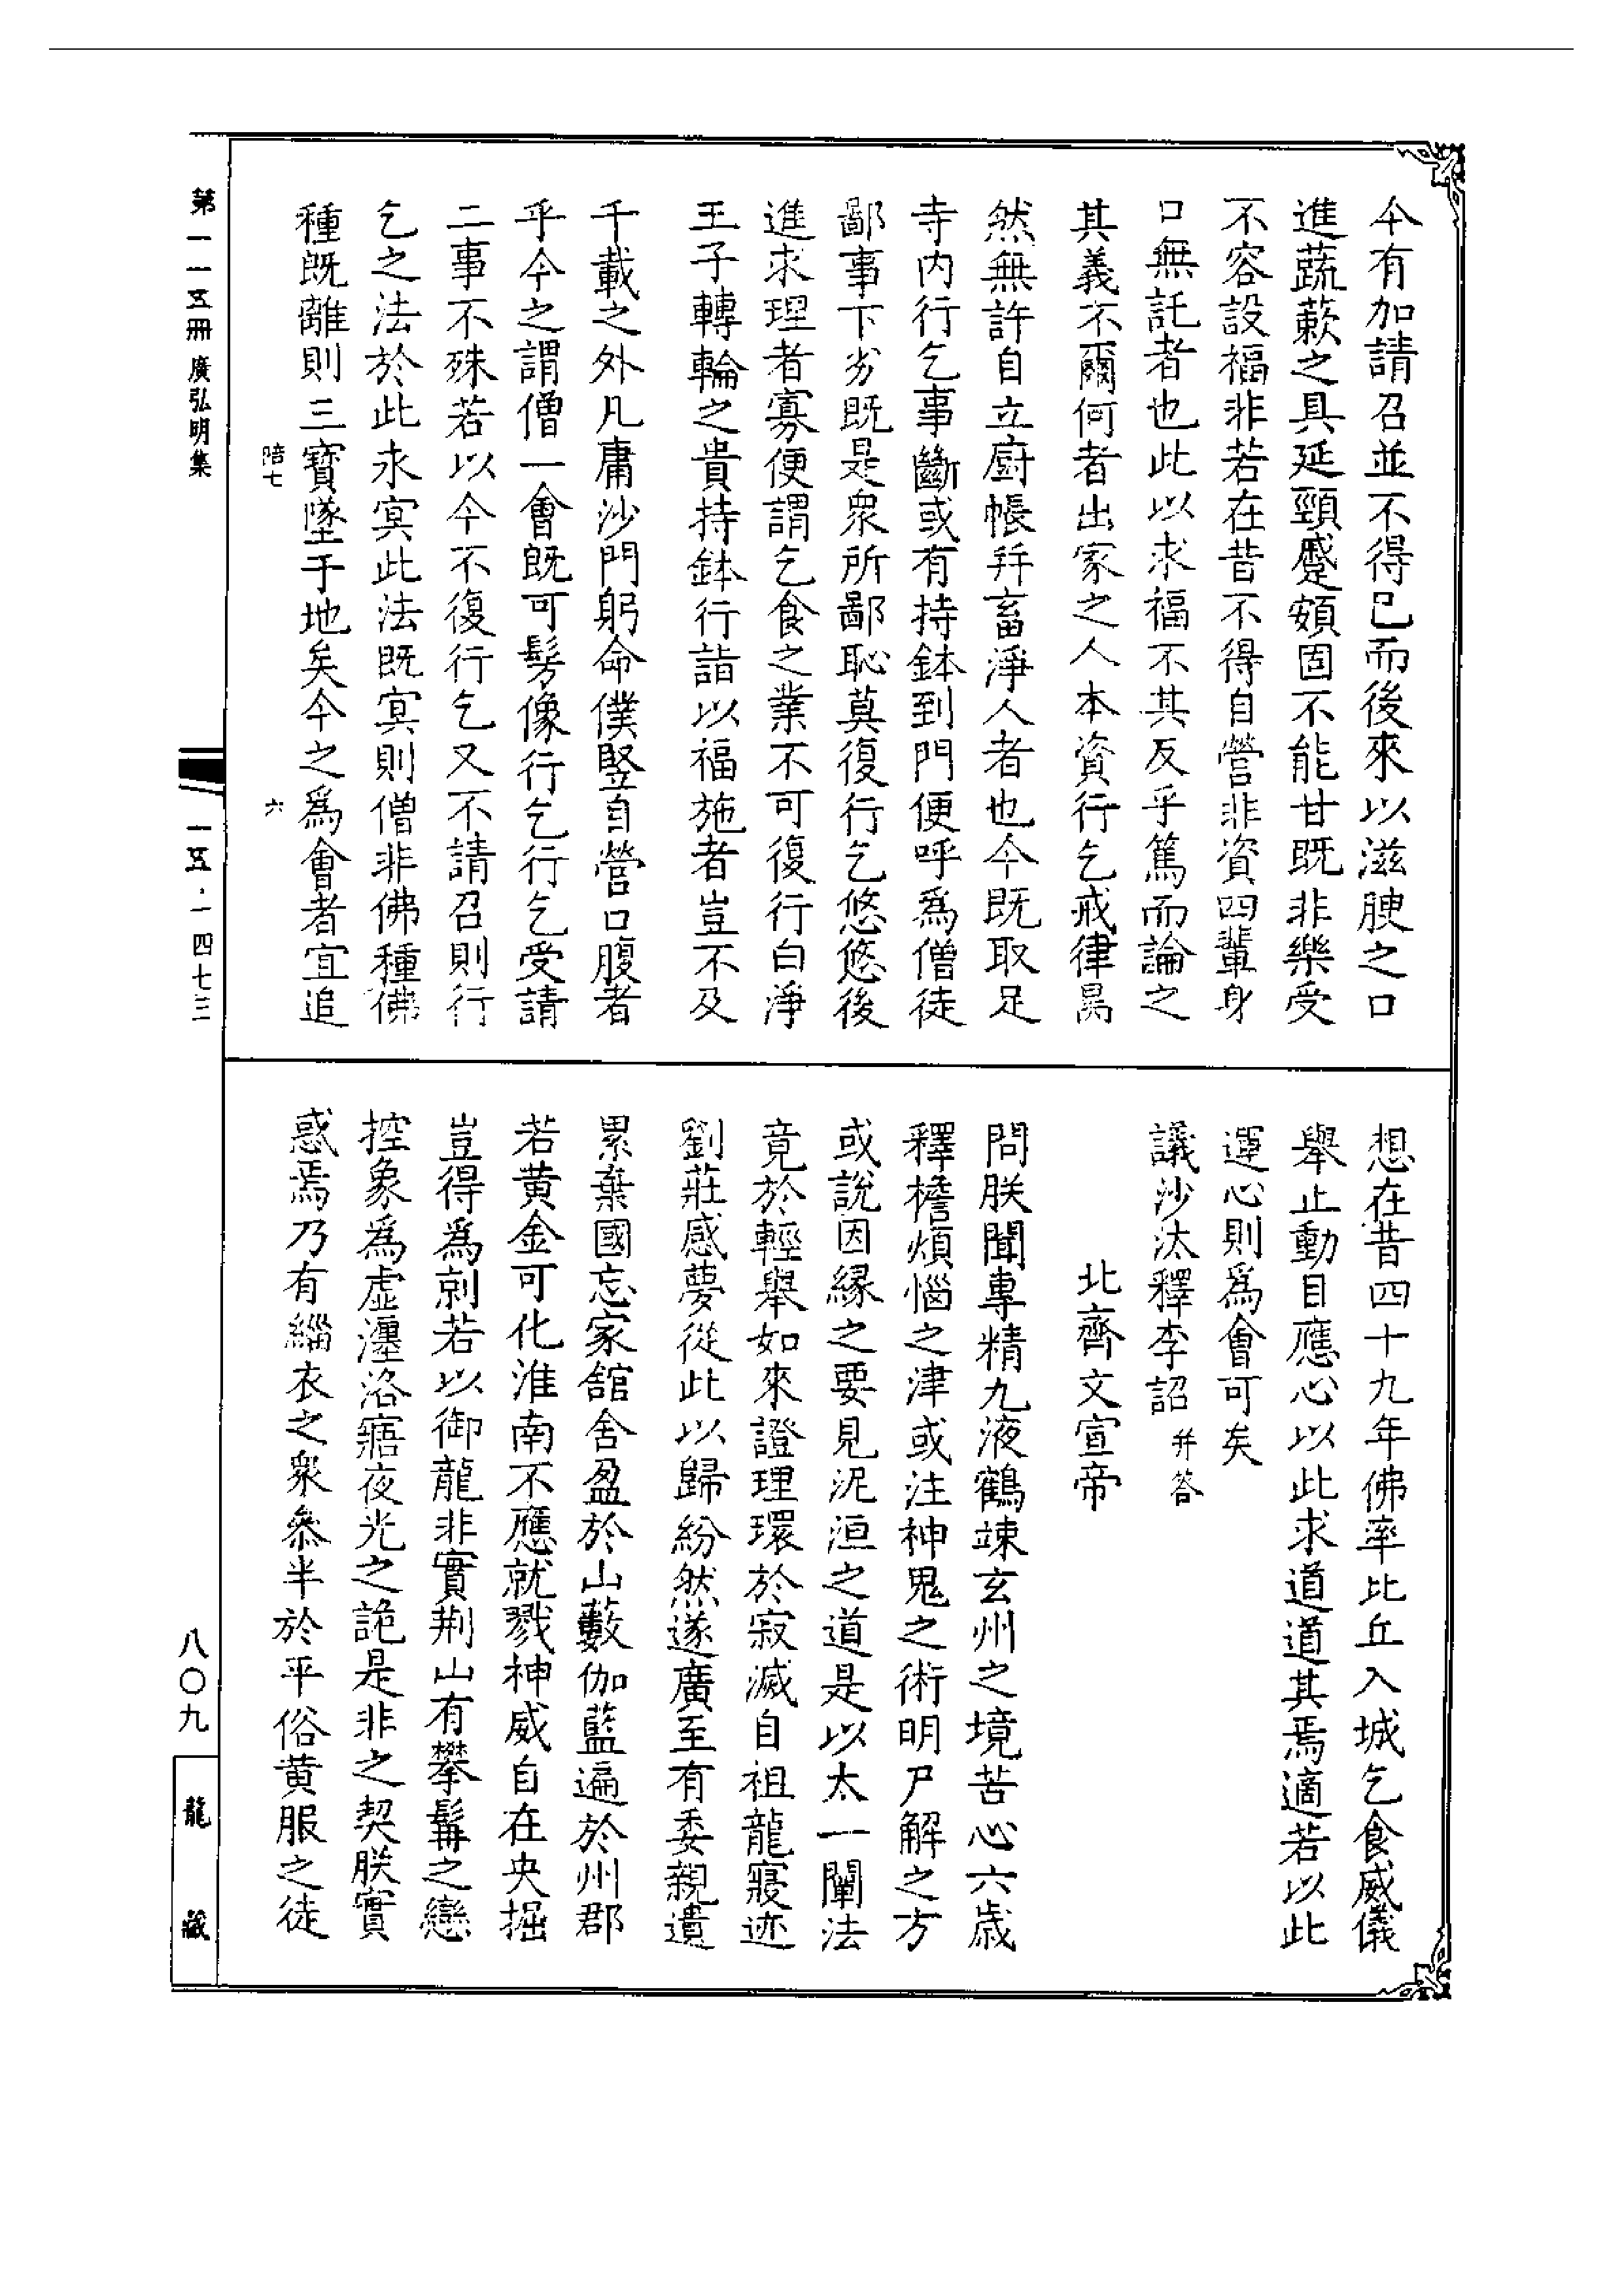 今有加請召並不得已而後來以滋腴之口
進蔬蔌之具延頸蹙頞固不能甘既非樂受
不容設福非若在昔不得自營非資四輩身
口無託者也此以求福不其反乎篤而論之
其義不爾何者出家之人本資行乞戒律昺
然無許自立廚帳幷畜淨人者也今既取足
寺内行乞事斷或有持鉢到門便呼爲僧徒
鄙事下劣既是衆所鄙恥莫復行乞悠悠後
進求理者寡便謂乞食之業不可復行白淨
王子轉輪之貴持鉢行詣以福施者豈不及
千載之外凡庸沙門躬命僕竪自營口腹者
乎今之謂僧一會既可髣像行乞行乞受請
二事不殊若以今不復行乞又不請召則行
乞之法於此永冥此法既冥則僧非佛種佛
種既離則三寶墜于地矣今之爲會者宜追
想在昔四十九年佛率比丘入城乞食威儀
舉止動目應心以此求道道其焉適若以此
運心則爲會可矣
議沙汰釋李詔 并答
北齊文宣帝
問朕聞專精九液鶴竦玄州之境苦心六歲
釋擔煩惱之津或注神鬼之術明尸解之方
或說因緣之要見泥洹之道是以太一闡法
竟於輕舉如來證理環於寂滅自祖龍寢迹
劉莊感夢從此以歸紛然遂廣至有委親遺
累棄國忘家舘舍盈於山藪伽藍遍於州郡
若黄金可化淮南不應就戮神威自在央掘
豈得爲剠若以御龍非實荆山有攀髯之戀
控象爲虛瀍洛寤夜光之詭是非之契朕實
惑焉乃有緇衣之衆叅半於平俗黄服之徒
第一一五冊 廣弘明集
陪七
六
一五·一四七三
八〇九
龍藏